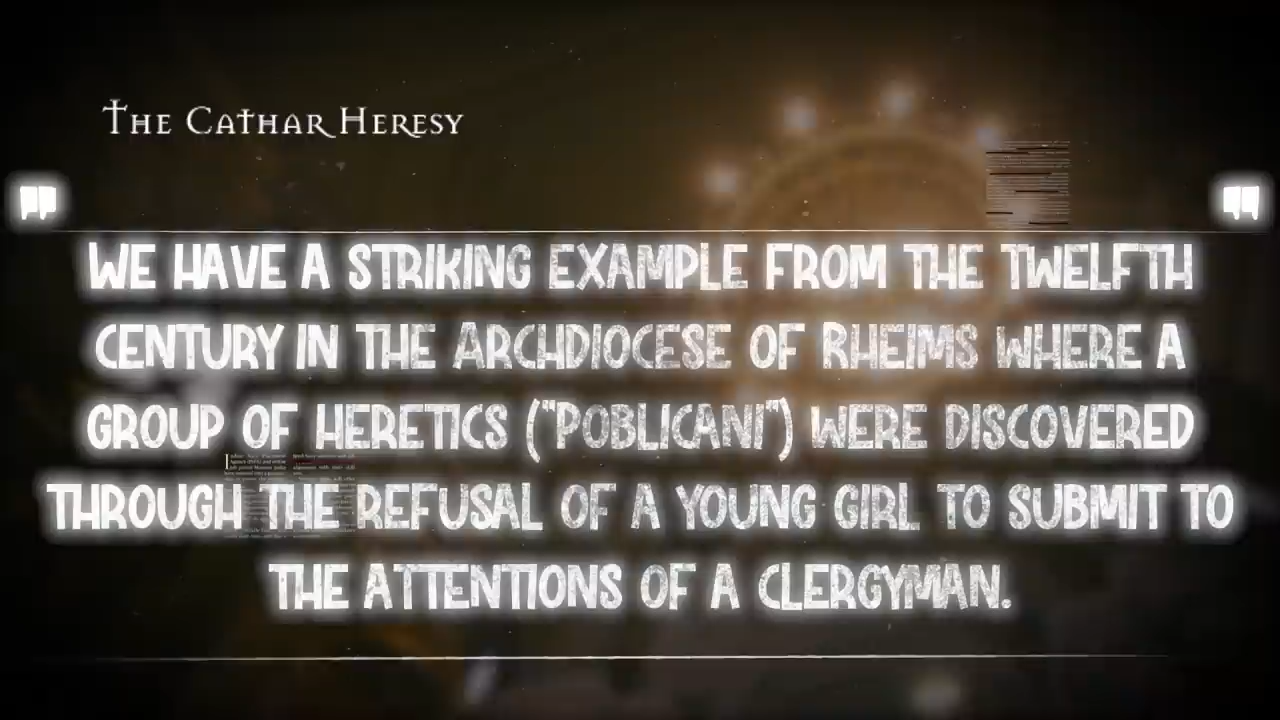 The Cathar Heresy
"
"
WE HAVE A STRIKING EXAMPLE FROM THE TWELFTH
CENTURY IN THE ARCHDIOCESE OF RHEIMS WHERE A
GROUP OF HERETICS ("POBLICANI") WERE DISCOVERED
THROUGH THE REFUSAL OF A YOUNG GIRL TO SUBMIT TO
THE ATTENTIONS OF A CLERGYMAN.